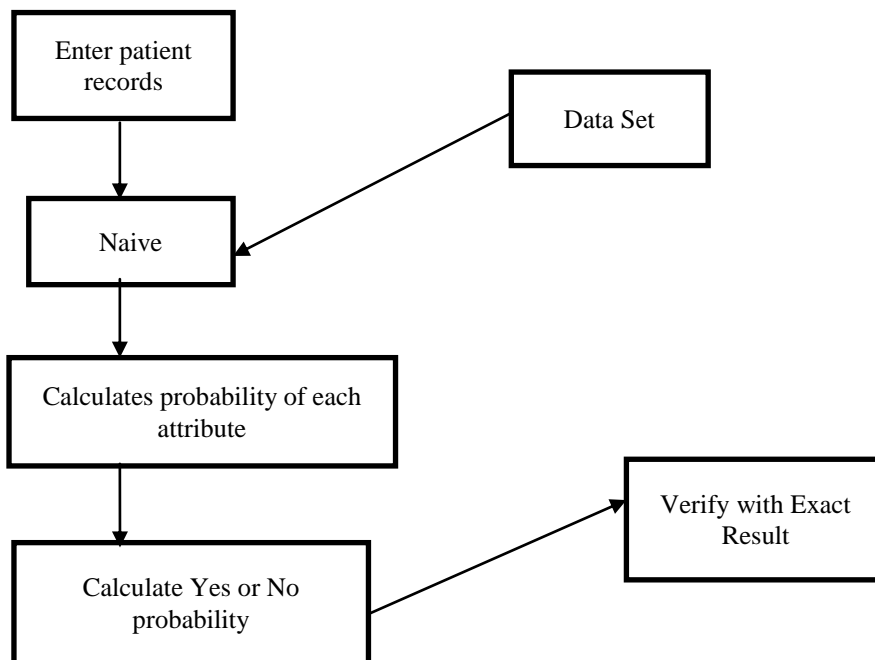 Enter patient
records
Data Set
Naive
Calculates probability of each
attribute
Verify with Exact
Result
Calculate Yes or No
probability